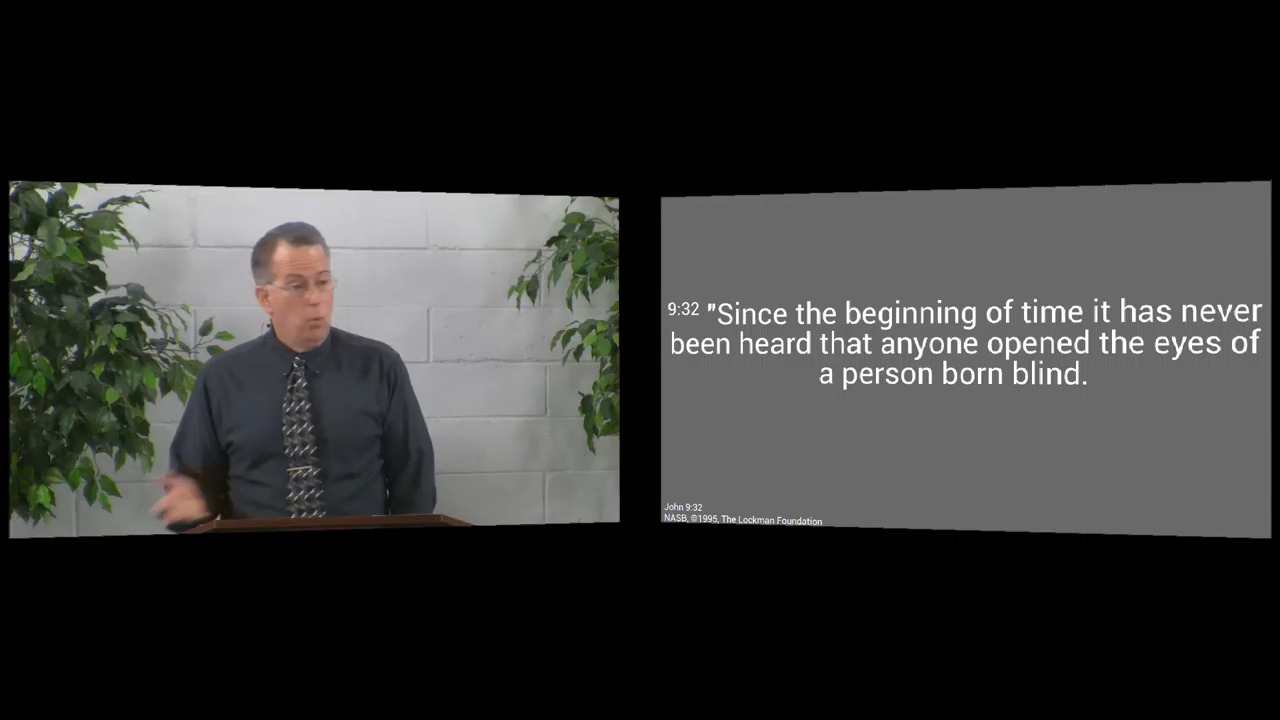 9:32 "Since the beginning of time it has never
been heard that anyone opened the eyes of
a person born blind.
John 9:32
NASB, ©1995, The Lockman Foundation